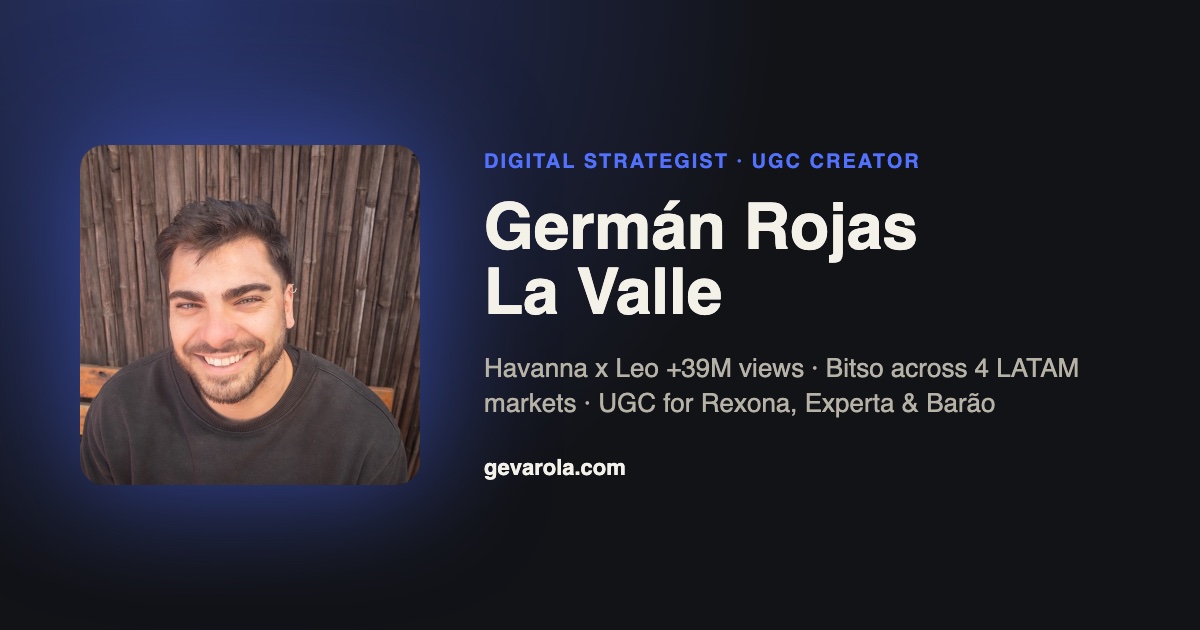 DIGITAL STRATEGIST · UGC CREATOR
Germán Rojas
La Valle
Havanna x Leo +39M views · Bitso across 4 LATAM
markets · UGC for Rexona, Experta & Barão
gevarola.com